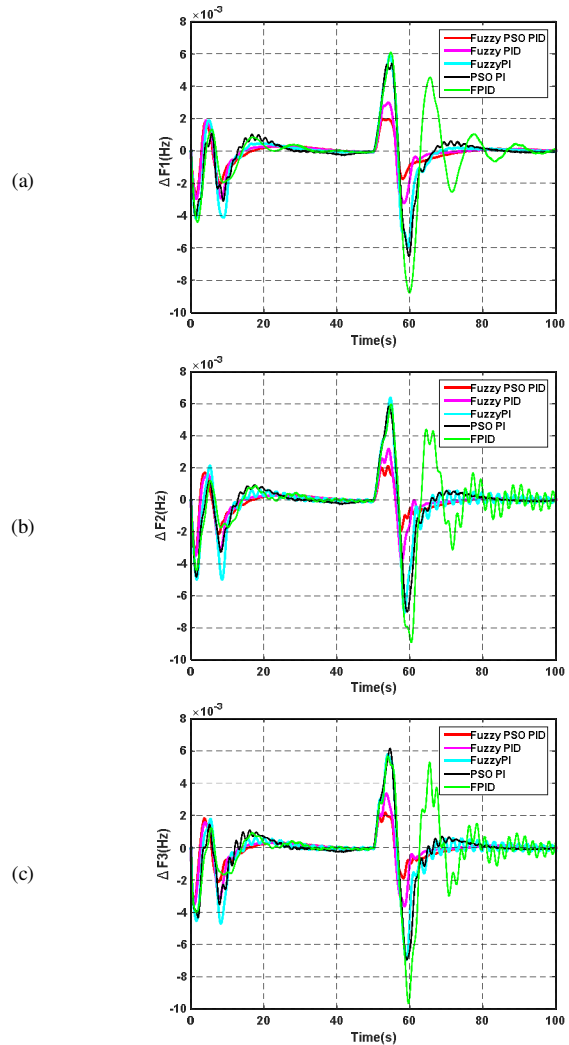 ×10⁻³
8
6
4
2
0
-2
-4
-6
-8
-10
Δ F1(Hz)
(a)
Fuzzy PSO PID
Fuzzy PID
FuzzyPI
PSO PI
FPID
0 20 40 60 80 100
Time(s)
×10⁻³
8
6
4
2
0
-2
-4
-6
-8
-10
Δ F2(Hz)
(b)
Fuzzy PSO PID
Fuzzy PID
FuzzyPI
PSO PI
FPID
0 20 40 60 80 100
Time(s)
×10⁻³
8
6
4
2
0
-2
-4
-6
-8
-10
Δ F3(Hz)
(c)
Fuzzy PSO PID
Fuzzy PID
FuzzyPI
PSO PI
FPID
0 20 40 60 80 100
Time(s)